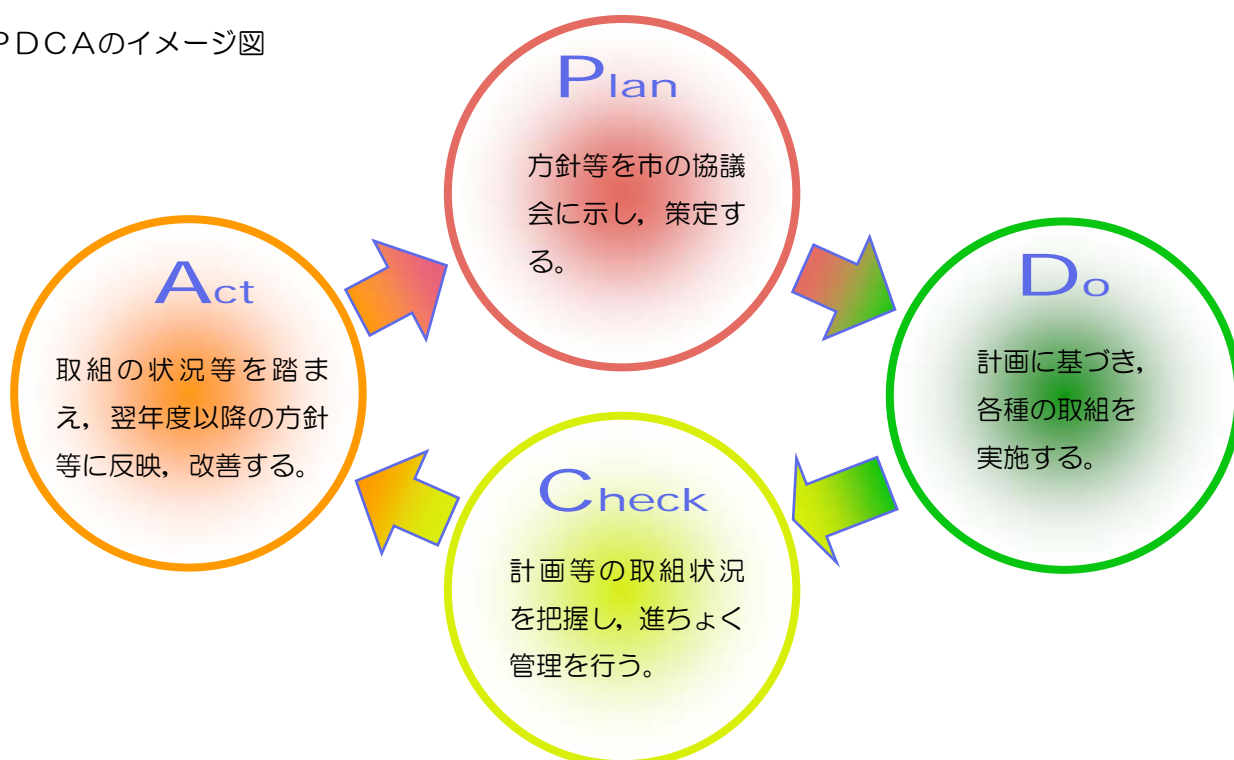 PDCAのイメージ図
Plan
方針等を市の協議
会に示し，策定す
る。
Do
計画に基づき，
各種の取組を
実施する。
Check
計画等の取組状況
を把握し，進ちょく
管理を行う。
Act
取組の状況等を踏ま
え，翌年度以降の方針
等に反映，改善する。